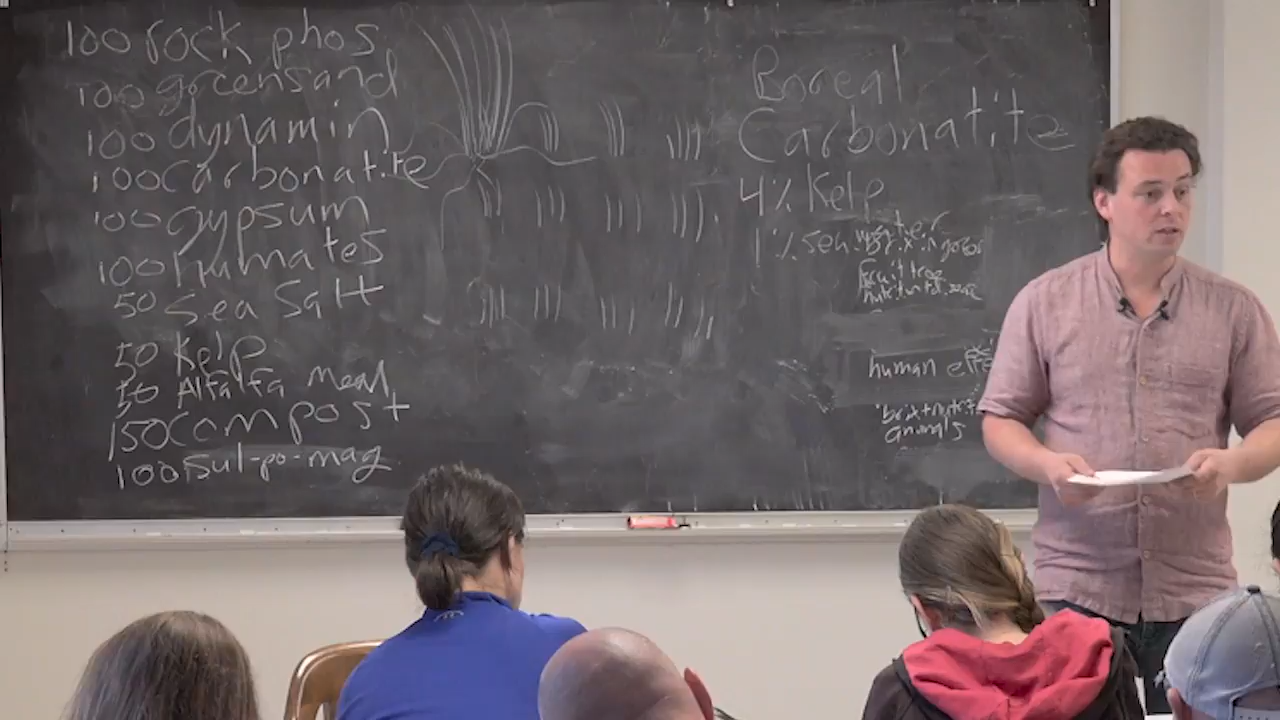 100 rock phos
100 greensand
100 dynamin
100 carbonatite
100 gypsum
100 humates
50 Sea Salt
50 Kelp
50 Alfalfa Meal
150 compost
100 Sul-po-mag
Boreal
Carbonatite
4% Kelp
1% sea water
fruit tree
human
animals